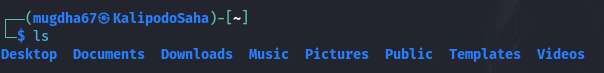 ┌──(mugdha67㉿KalipodoSaha)-[~]
└─$ ls
Desktop Documents Downloads Music Pictures Public Templates Videos